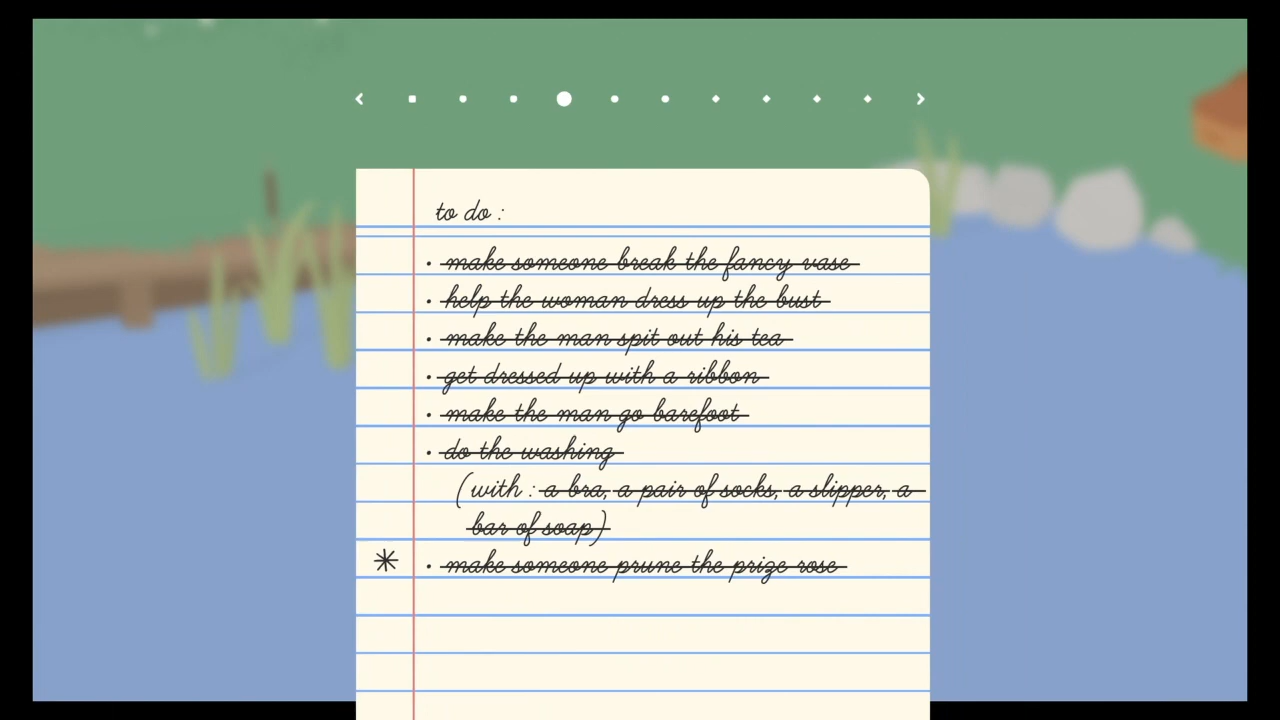 to do :
· make someone break the fancy vase
· help the woman dress up the bust
· make the man spit out his tea
· get dressed up with a ribbon
· make the man go barefoot
· do the washing
(with : a bra, a pair of socks, a slipper, a
bar of soap)
· make someone prune the prize rose